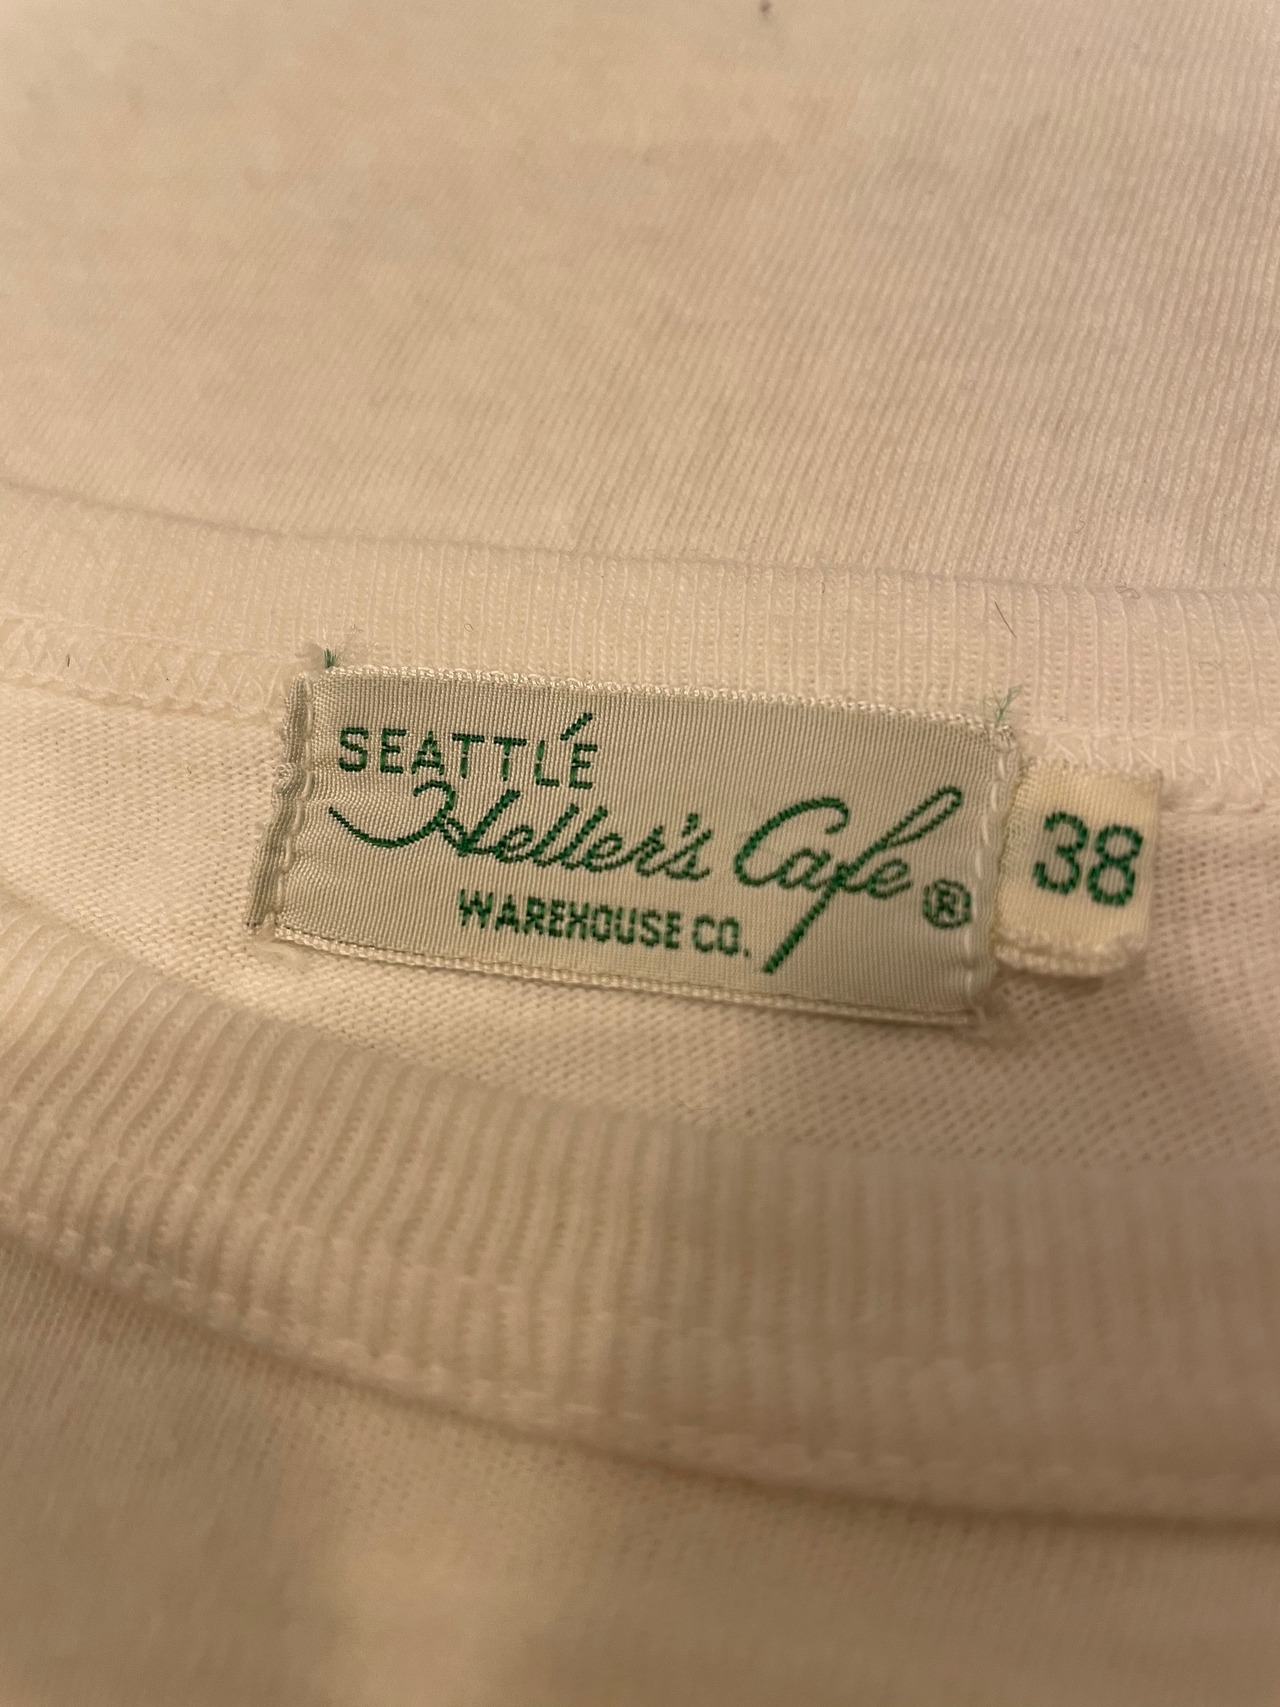 SEATTLE
Heller's Cafe ®
WAREHOUSE CO.
38